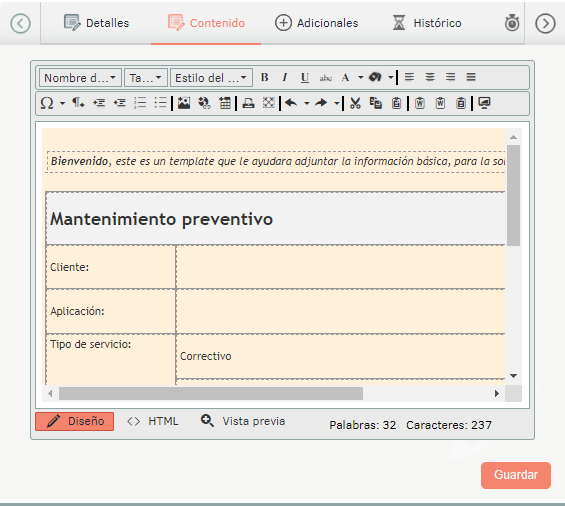 Detalles
Contenido
Adicionales
Histórico
Nombre d...
Ta...
Estilo del ...
B I U abc A
Bienvenido, este es un template que le ayudara adjuntar la información básica, para la
Mantenimiento preventivo
Cliente:
Aplicación:
Tipo de servicio:
Correctivo
Diseño
HTML
Vista previa
Palabras: 32 Caracteres: 237
Guardar